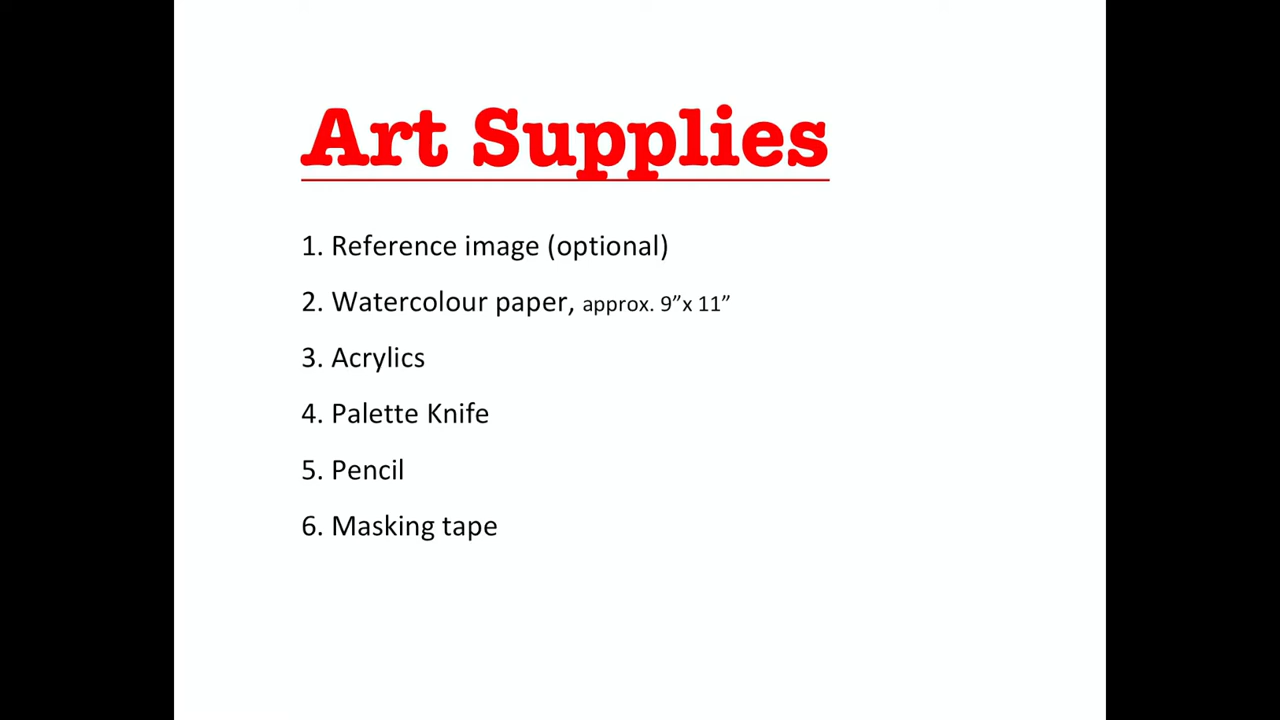 Art Supplies
1. Reference image (optional)
2. Watercolour paper, approx. 9”x 11”
3. Acrylics
4. Palette Knife
5. Pencil
6. Masking tape